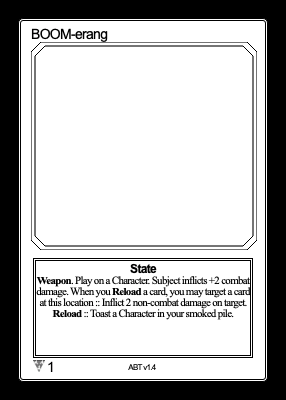 BOOM-erang
State
Weapon. Play on a Character. Subject inflicts +2 combat
damage. When you Reload a card, you may target a card
at this location :: Inflict 2 non-combat damage on target.
Reload :: Toast a Character in your smoked pile.
1
ABT v1.4